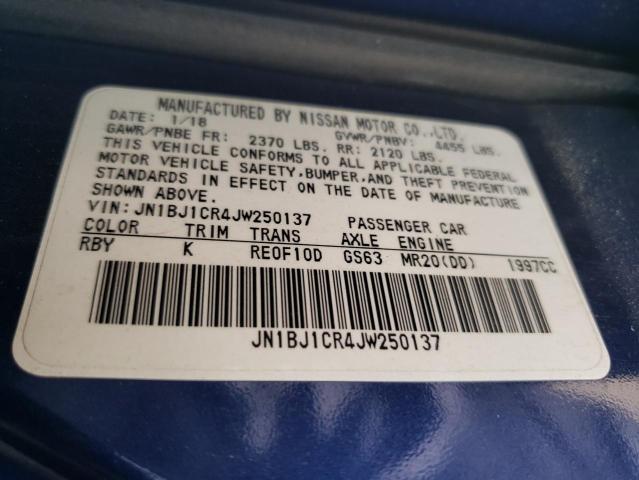 MANUFACTURED BY NISSAN MOTOR CO.,LTD.
DATE: 1/18 GVWR/PNBV: 4455 LBS.
GAWR/PNBE FR: 2370 LBS. RR: 2120 LBS.
THIS VEHICLE CONFORMS TO ALL APPLICABLE FEDERAL
MOTOR VEHICLE SAFETY, BUMPER, AND THEFT PREVENTION
STANDARDS IN EFFECT ON THE DATE OF MANUFACTURE
SHOWN ABOVE.
VIN: JN1BJ1CR4JW250137 PASSENGER CAR
COLOR TRIM TRANS AXLE ENGINE
RBY K RE0F10D GS63 MR20(DD) 1997CC
JN1BJ1CR4JW250137